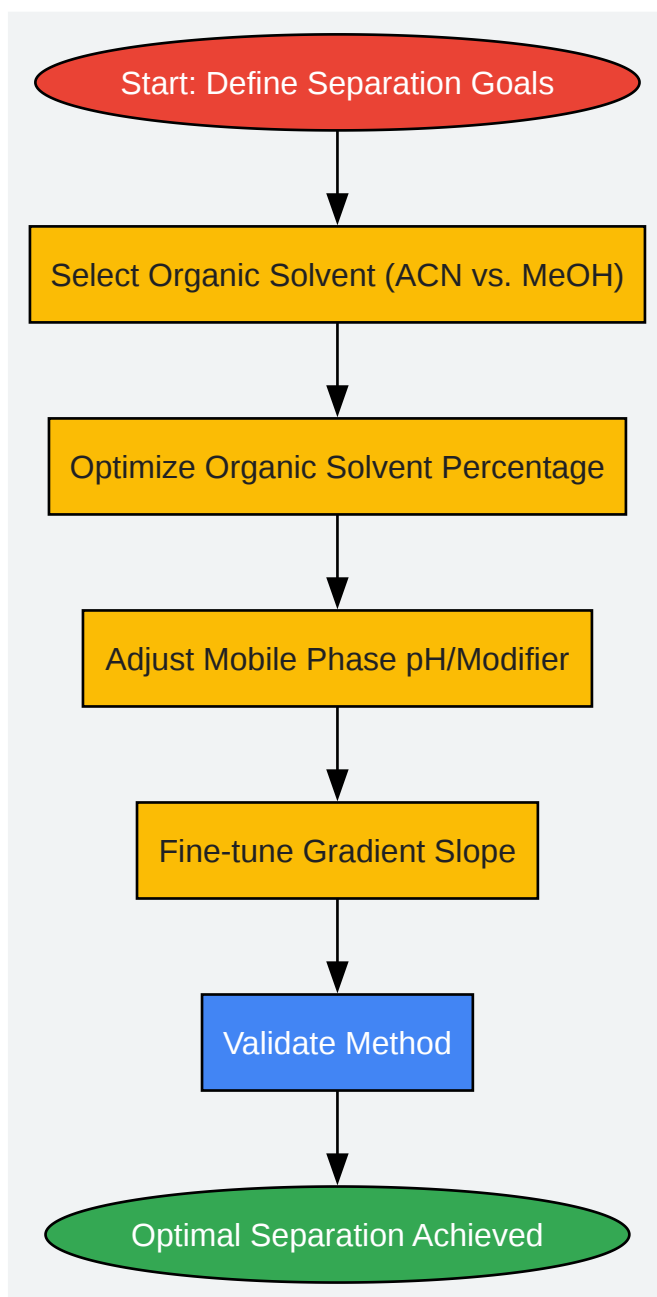 Start: Define Separation Goals
Select Organic Solvent (ACN vs. MeOH)
Optimize Organic Solvent Percentage
Adjust Mobile Phase pH/Modifier
Fine-tune Gradient Slope
Validate Method
Optimal Separation Achieved